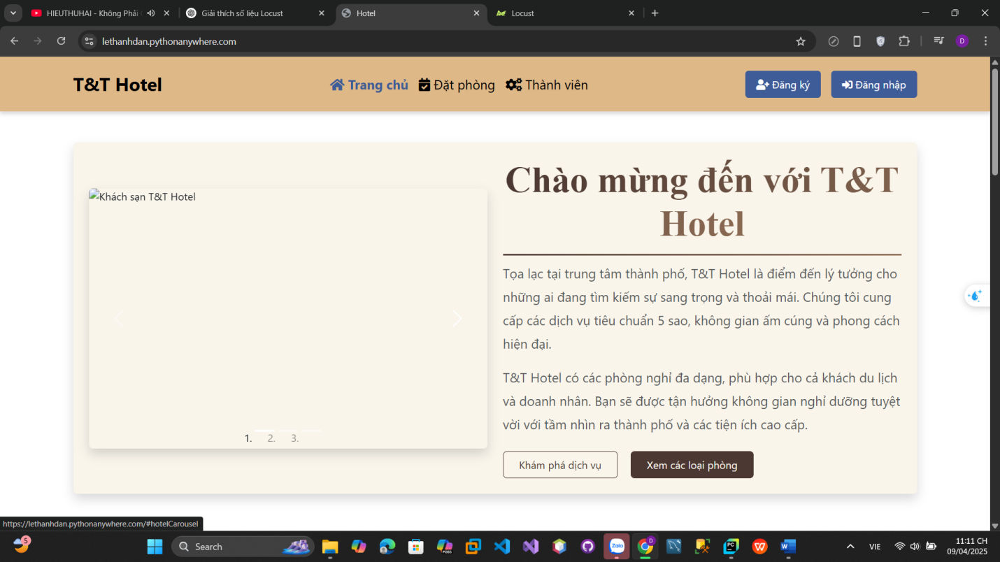 HIEUTHUHAI - Không Phải
Giải thích số liệu Locust
Hotel
Locust
lethanhdan.pythonanywhere.com
D
T&T Hotel
Trang chủ
Đặt phòng
Thành viên
Đăng ký
Đăng nhập
Khách sạn T&T Hotel
1.
2.
3.
Chào mừng đến với T&T
Hotel
Tọa lạc tại trung tâm thành phố, T&T Hotel là điểm đến lý tưởng cho
những ai đang tìm kiếm sự sang trọng và thoải mái. Chúng tôi cung
cấp các dịch vụ tiêu chuẩn 5 sao, không gian ấm cúng và phong cách
hiện đại.
T&T Hotel có các phòng nghỉ đa dạng, phù hợp cho cả khách du lịch
và doanh nhân. Bạn sẽ được tận hưởng không gian nghỉ dưỡng tuyệt
vời với tầm nhìn ra thành phố và các tiện ích cao cấp.
Khám phá dịch vụ
Xem các loại phòng
https://lethanhdan.pythonanywhere.com/#hotelCarousel
5
Search
Zalo
D
PC
W
VIE
11:11 CH
09/04/2025